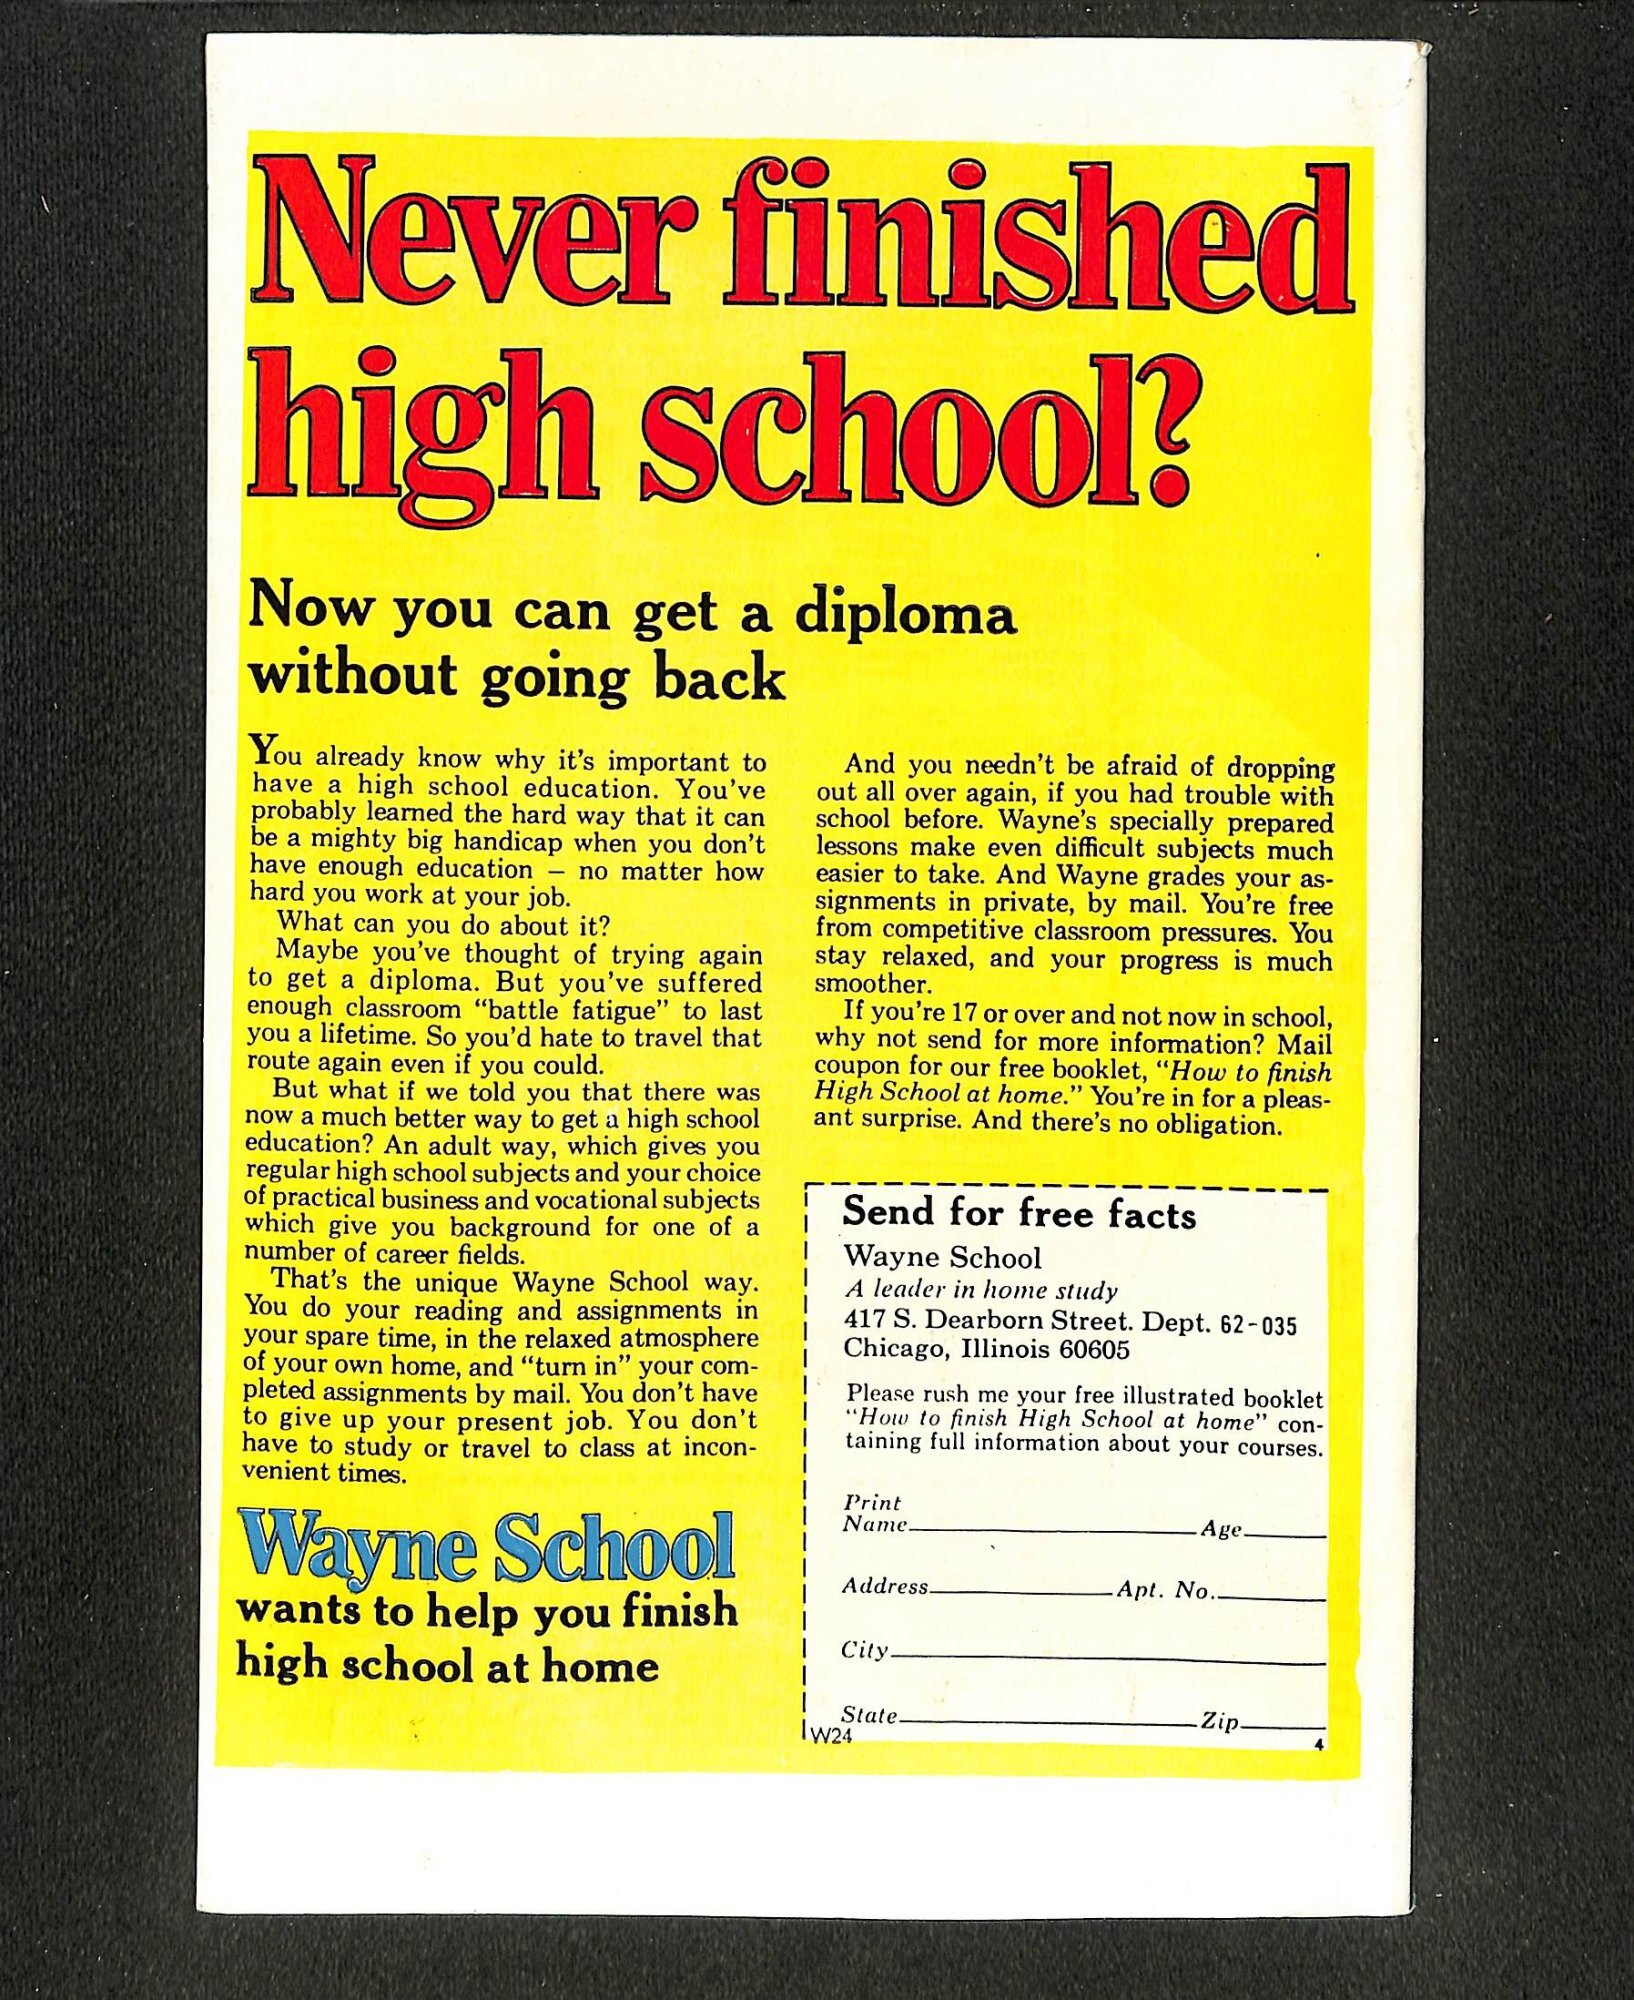 Never finished
high school?
Now you can get a diploma
without going back
You already know why it's important to
have a high school education. You've
probably learned the hard way that it can
be a mighty big handicap when you don't
have enough education — no matter how
hard you work at your job.
What can you do about it?
Maybe you've thought of trying again
to get a diploma. But you've suffered
enough classroom “battle fatigue” to last
you a lifetime. So you'd hate to travel that
route again even if you could.
But what if we told you that there was
now a much better way to get a high school
education? An adult way, which gives you
regular high school subjects and your choice
of practical business and vocational subjects
which give you background for one of a
number of career fields.
That's the unique Wayne School way.
You do your reading and assignments in
your spare time, in the relaxed atmosphere
of your own home, and “turn in” your com-
pleted assignments by mail. You don't have
to give up your present job. You don't
have to study or travel to class at incon-
venient times.
Wayne School
wants to help you finish
high school at home
And you needn't be afraid of dropping
out all over again, if you had trouble with
school before. Wayne's specially prepared
lessons make even difficult subjects much
easier to take. And Wayne grades your as-
signments in private, by mail. You're free
from competitive classroom pressures. You
stay relaxed, and your progress is much
smoother.
If you're 17 or over and not now in school,
why not send for more information? Mail
coupon for our free booklet, “How to finish
High School at home.” You're in for a pleas-
ant surprise. And there's no obligation.
Send for free facts
Wayne School
A leader in home study
417 S. Dearborn Street. Dept. 62-035
Chicago, Illinois 60605
Please rush me your free illustrated booklet
“How to finish High School at home” con-
taining full information about your courses.
Print
Name Age
Address Apt. No.
City
State Zip
W24 4